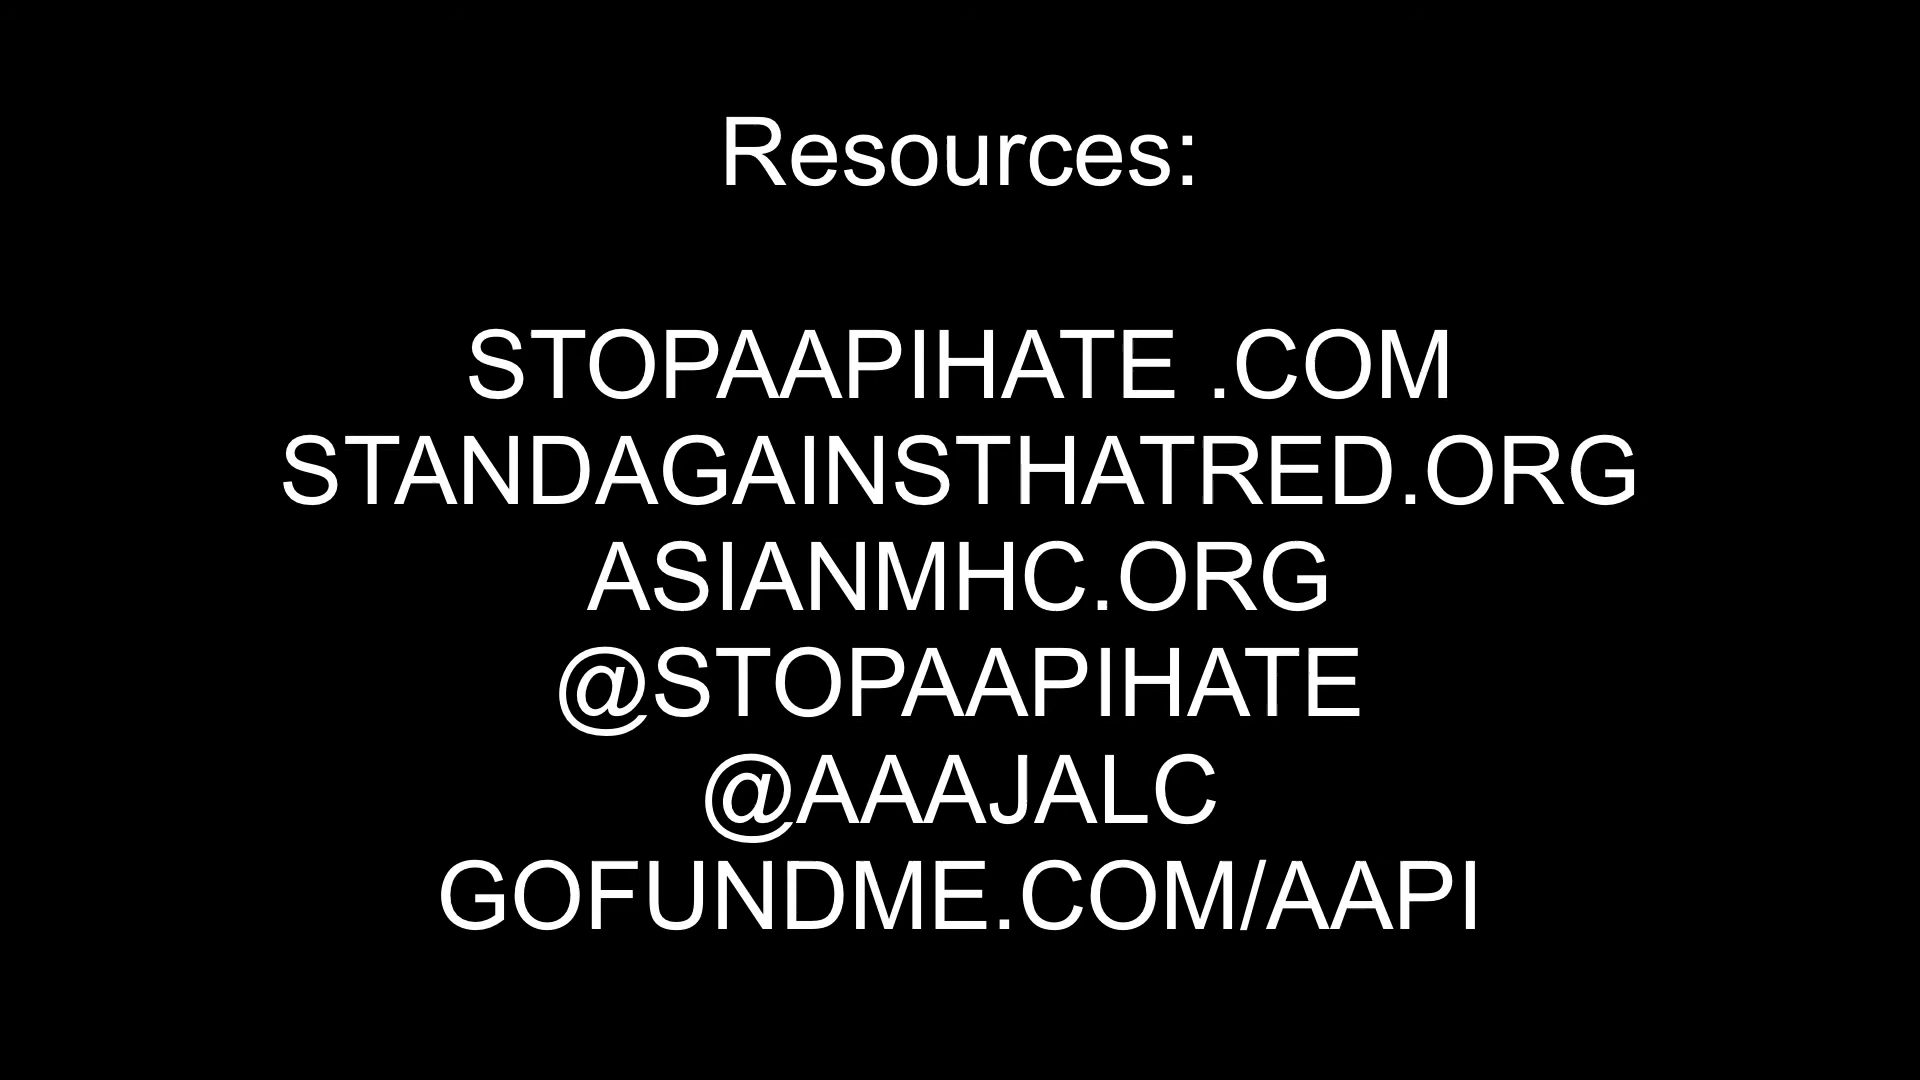 Resources:
STOPAAPIHATE .COM
STANDAGAINSTHATRED.ORG
ASIANMHC.ORG
@STOPAAPIHATE
@AAAJALC
GOFUNDME.COM/AAPI